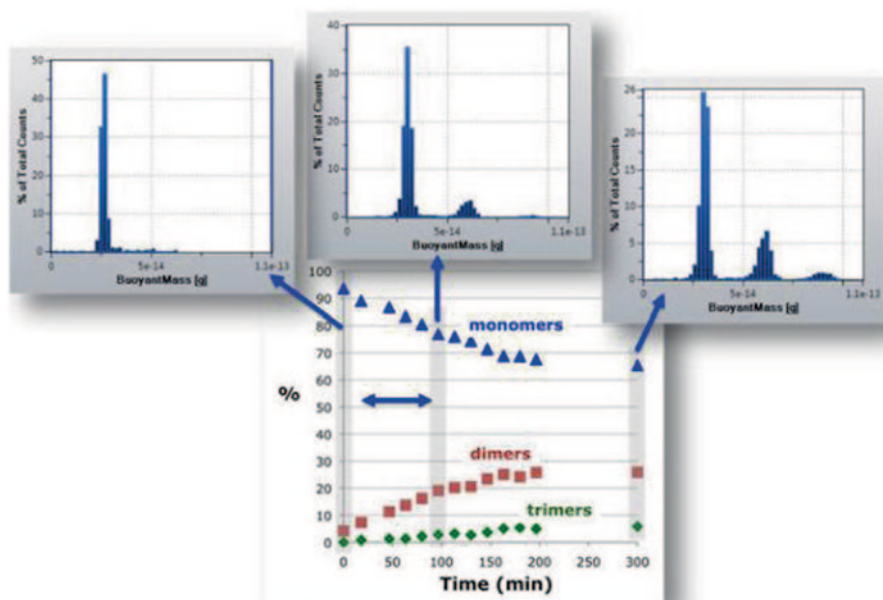 50
40
30
20
10
0
% of Total Counts
0
5e-14
1.1e-13
BuoyantMass [g]
40
30
20
10
0
% of Total Counts
0
5e-14
1.1e-13
BuoyantMass [g]
26
20
15
10
5
0
% of Total Counts
0
5e-14
1.1e-13
BuoyantMass [g]
100
90
80
70
60
50
40
30
20
10
0
%
monomers
dimers
trimers
0 50 100 150 200 250 300
Time (min)